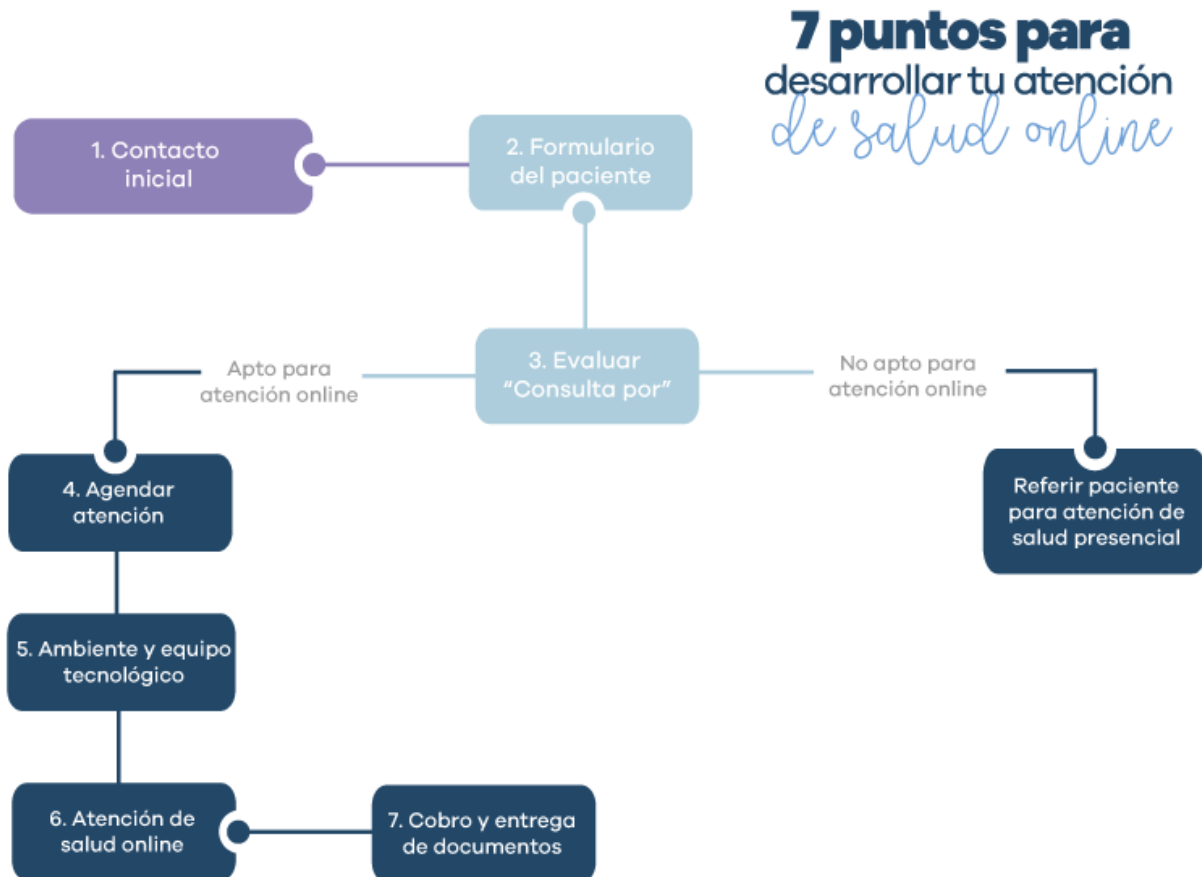 7 puntos para
desarrollar tu atención
de salud online
1. Contacto
inicial
2. Formulario
del paciente
3. Evaluar
“Consulta por”
Apto para
atención online
No apto para
atención online
4. Agendar
atención
Referir paciente
para atención de
salud presencial
5. Ambiente y equipo
tecnológico
6. Atención de
salud online
7. Cobro y entrega
de documentos